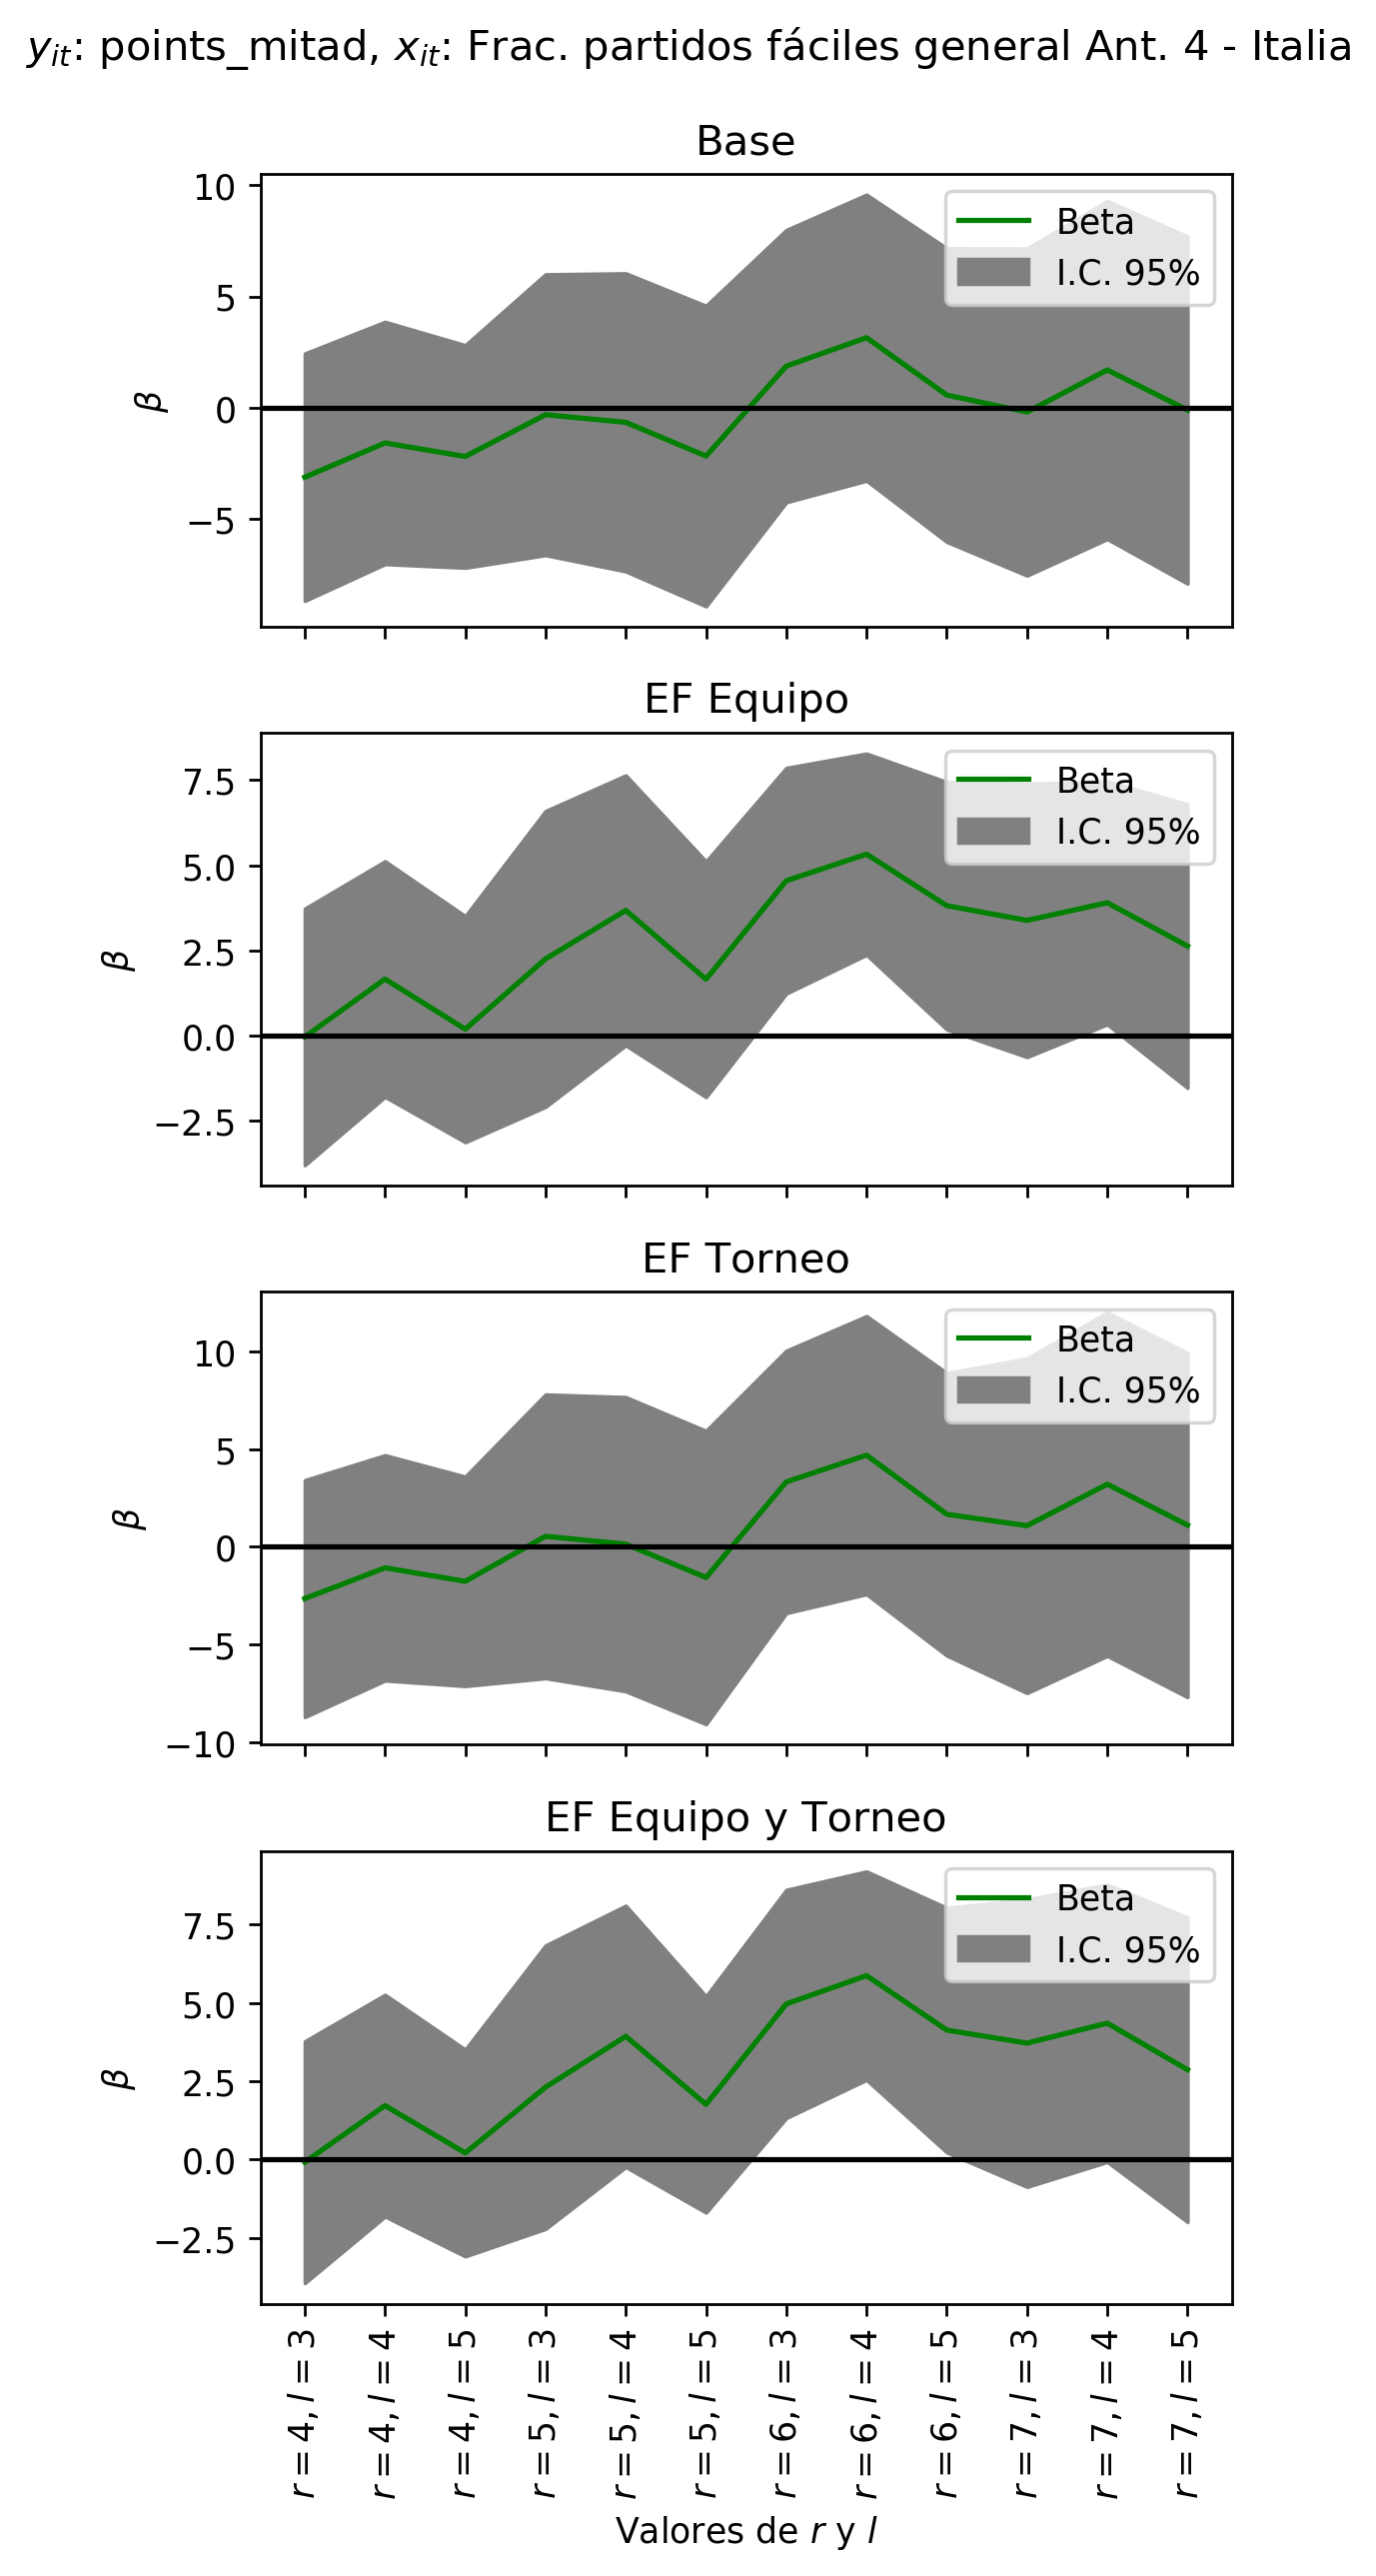 y_it: points_mitad, x_it: Frac. partidos fáciles general Ant. 4 - Italia
Base
10
5
0
−5
β
Beta
I.C. 95%
EF Equipo
7.5
5.0
2.5
0.0
−2.5
β
Beta
I.C. 95%
EF Torneo
10
5
0
−5
−10
β
Beta
I.C. 95%
EF Equipo y Torneo
7.5
5.0
2.5
0.0
−2.5
β
Beta
I.C. 95%
r = 4, l = 3
r = 4, l = 4
r = 4, l = 5
r = 5, l = 3
r = 5, l = 4
r = 5, l = 5
r = 6, l = 3
r = 6, l = 4
r = 6, l = 5
r = 7, l = 3
r = 7, l = 4
r = 7, l = 5
Valores de r y l